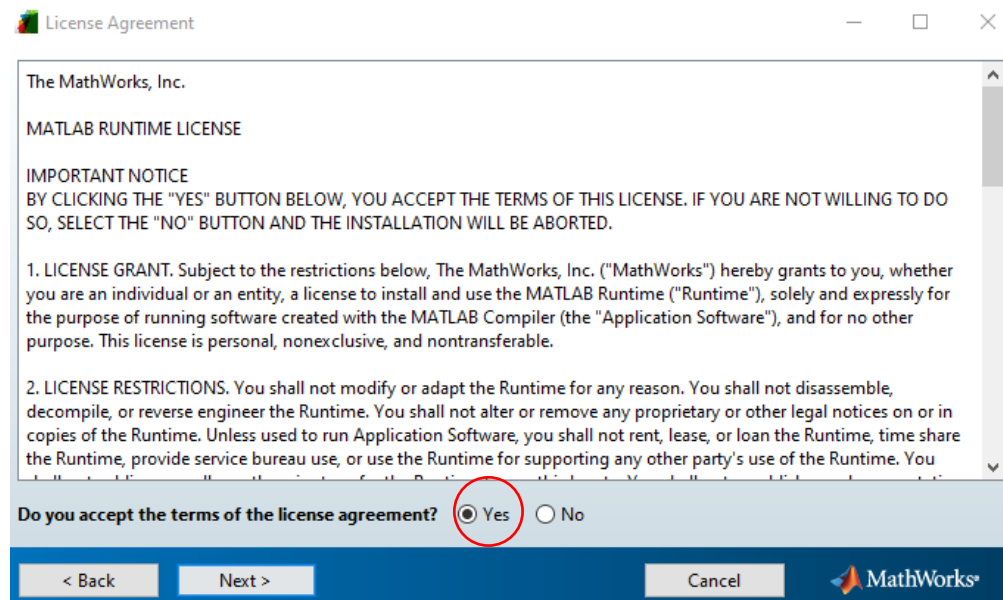 License Agreement
The MathWorks, Inc.
MATLAB RUNTIME LICENSE
IMPORTANT NOTICE
BY CLICKING THE "YES" BUTTON BELOW, YOU ACCEPT THE TERMS OF THIS LICENSE. IF YOU ARE NOT WILLING TO DO
SO, SELECT THE "NO" BUTTON AND THE INSTALLATION WILL BE ABORTED.
1. LICENSE GRANT. Subject to the restrictions below, The MathWorks, Inc. ("MathWorks") hereby grants to you, whether
you are an individual or an entity, a license to install and use the MATLAB Runtime ("Runtime"), solely and expressly for
the purpose of running software created with the MATLAB Compiler (the "Application Software"), and for no other
purpose. This license is personal, nonexclusive, and nontransferable.
2. LICENSE RESTRICTIONS. You shall not modify or adapt the Runtime for any reason. You shall not disassemble,
decompile, or reverse engineer the Runtime. You shall not alter or remove any proprietary or other legal notices on or in
copies of the Runtime. Unless used to run Application Software, you shall not rent, lease, or loan the Runtime, time share
the Runtime, provide service bureau use, or use the Runtime for supporting any other party's use of the Runtime. You
Do you accept the terms of the license agreement? Yes No
< Back Next > Cancel MathWorks®